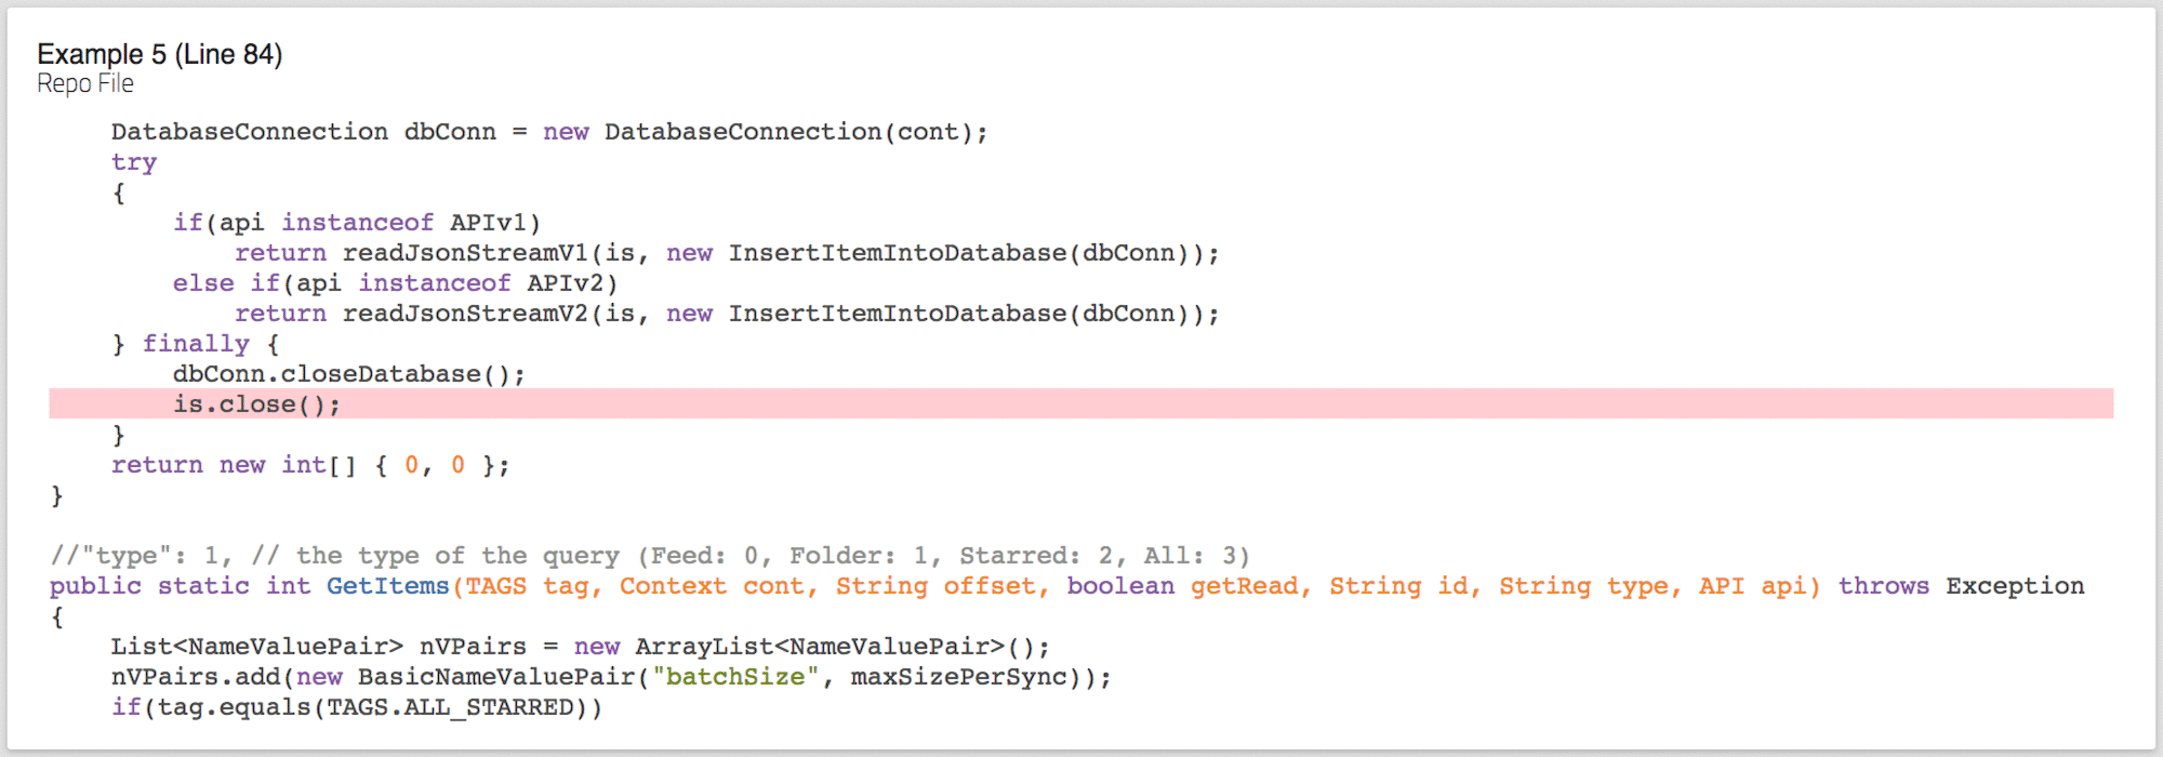 Example 5 (Line 84)
Repo File
DatabaseConnection dbConn = new DatabaseConnection(cont);
try
{
if(api instanceof APIv1)
return readJsonStreamV1(is, new InsertItemIntoDatabase(dbConn));
else if(api instanceof APIv2)
return readJsonStreamV2(is, new InsertItemIntoDatabase(dbConn));
} finally {
dbConn.closeDatabase();
is.close();
}
return new int[] { 0, 0 };
}
//"type": 1, // the type of the query (Feed: 0, Folder: 1, Starred: 2, All: 3)
public static int GetItems(TAGS tag, Context cont, String offset, boolean getRead, String id, String type, API api) throws Exception
{
List<NameValuePair> nVPairs = new ArrayList<NameValuePair>();
nVPairs.add(new BasicNameValuePair("batchSize", maxSizePerSync));
if(tag.equals(TAGS.ALL_STARRED))